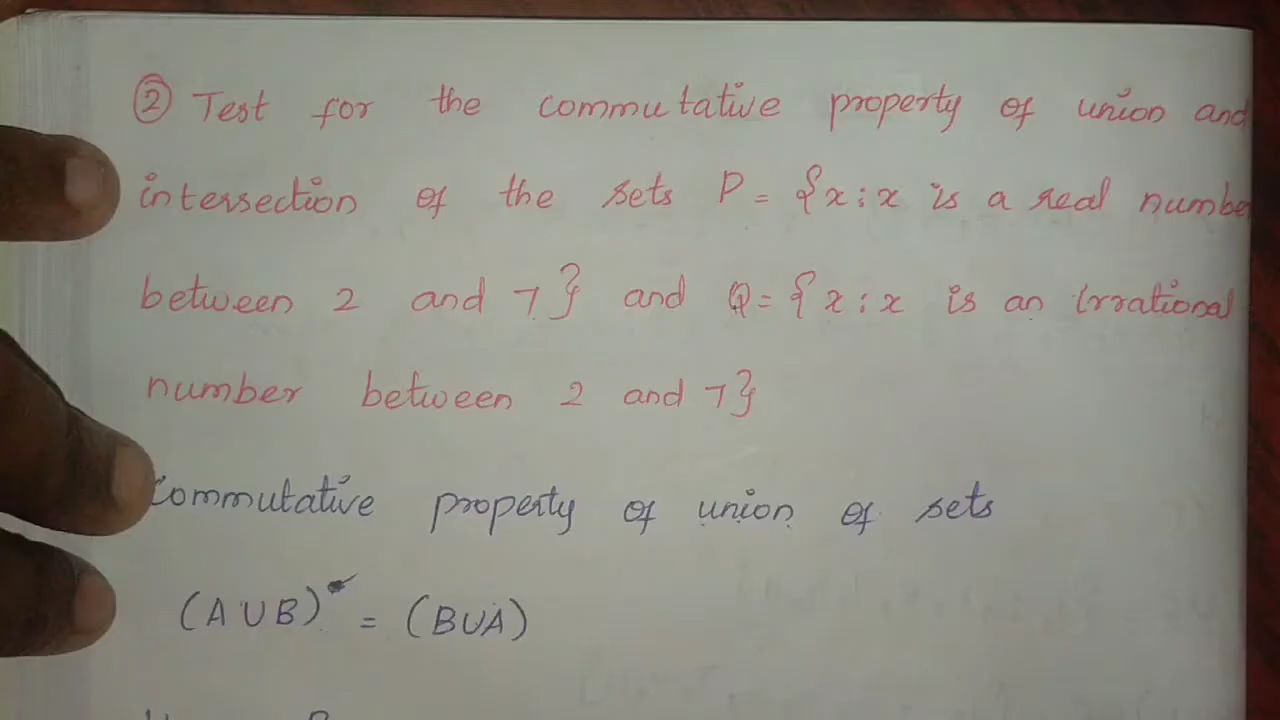 ② Test for the commutative property of union and
intersection of the sets P = {x : x is a real number
between 2 and 7} and Q = {x : x is an irrational
number between 2 and 7}
Commutative property of union of sets
(A ∪ B) = (B ∪ A)